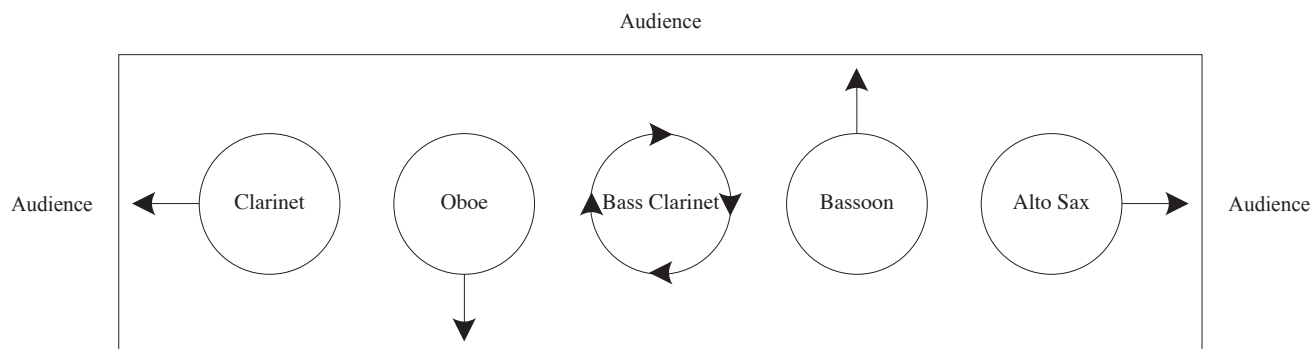 Audience
Audience
Clarinet
Oboe
Bass Clarinet
Bassoon
Alto Sax
Audience